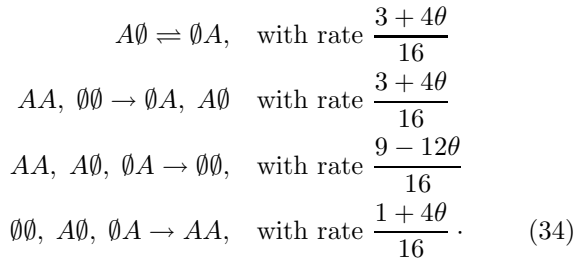 A∅ ⇌ ∅A, with rate (3 + 4θ)/16
AA, ∅∅ → ∅A, A∅ with rate (3 + 4θ)/16
AA, A∅, ∅A → ∅∅, with rate (9 − 12θ)/16
∅∅, A∅, ∅A → AA, with rate (1 + 4θ)/16 . (34)